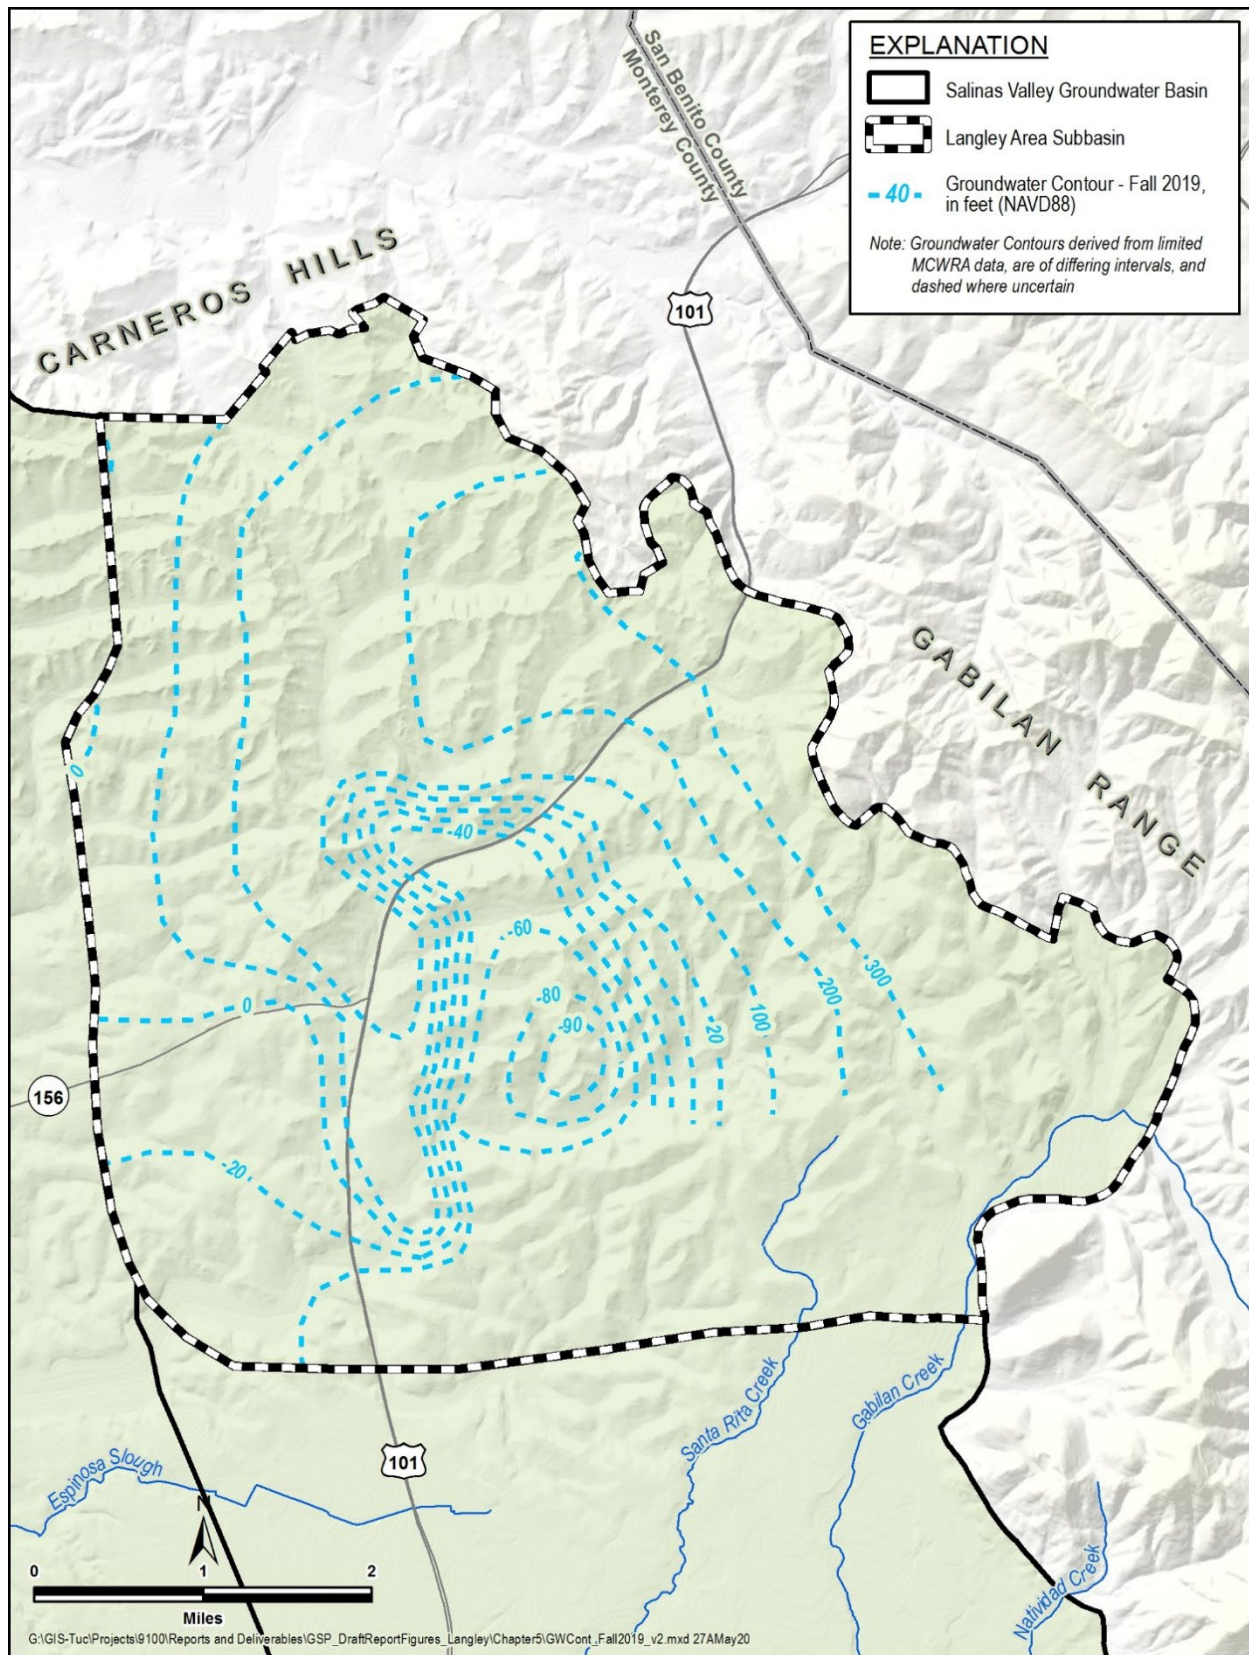 San Benito County
Monterey County
EXPLANATION
Salinas Valley Groundwater Basin
Langley Area Subbasin
- 40 -
Groundwater Contour - Fall 2019,
in feet (NAVD88)
Note: Groundwater Contours derived from limited
MCWRA data, are of differing intervals, and
dashed where uncertain
CARNEROS HILLS
101
GABILAN RANGE
0
-40
-60
300
200
-80
0
100
-20
-90
156
-20
Santa Rita Creek
Gabilan Creek
101
Espinosa Slough
N
Natividad Creek
0
1
2
Miles
G:\GIS-Tuc\Projects\9100\Reports and Deliverables\GSP_DraftReportFigures_Langley\Chapter5\GWCont_Fall2019_v2.mxd 27AMay20